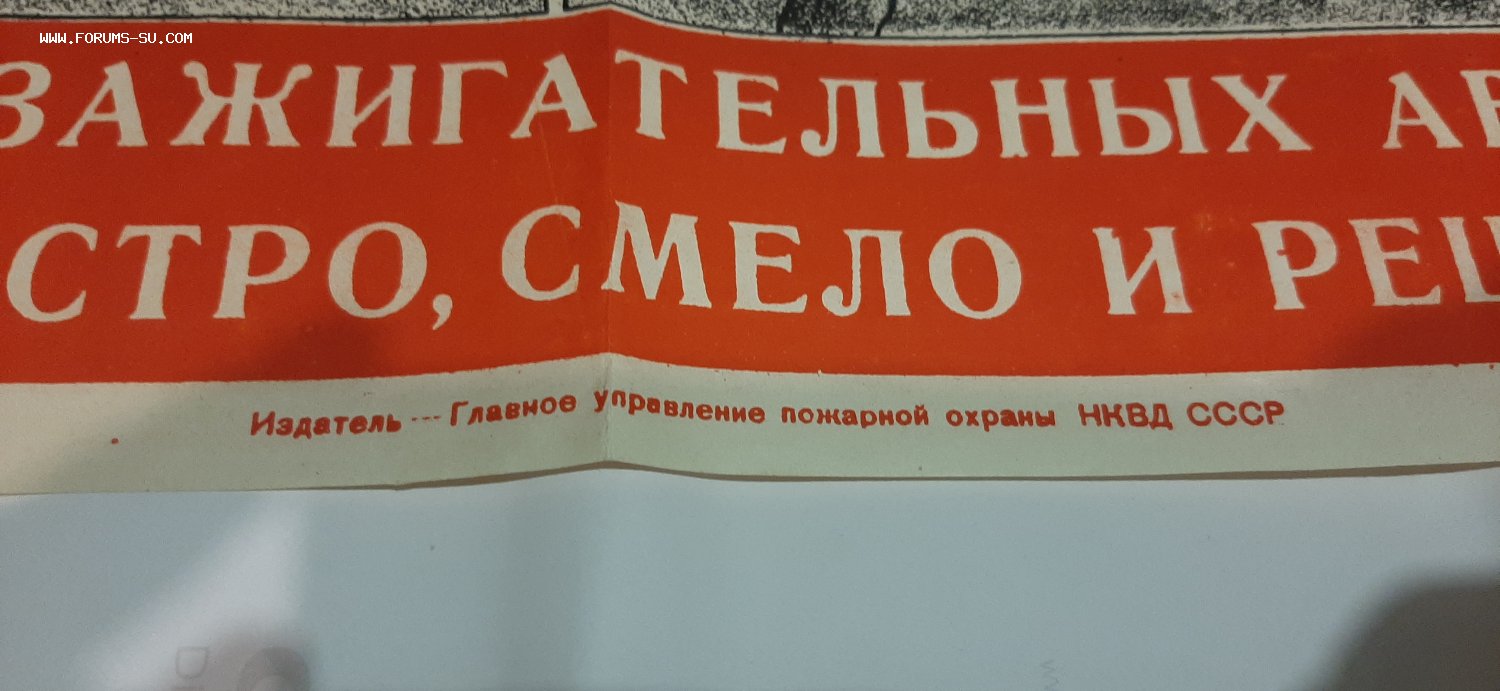 WWW.FORUMS-SU.COM
ЗАЖИГАТЕЛЬНЫХ
СТРО, СМЕЛО И
Издатель --- Главное управление пожарной охраны НКВД СССР